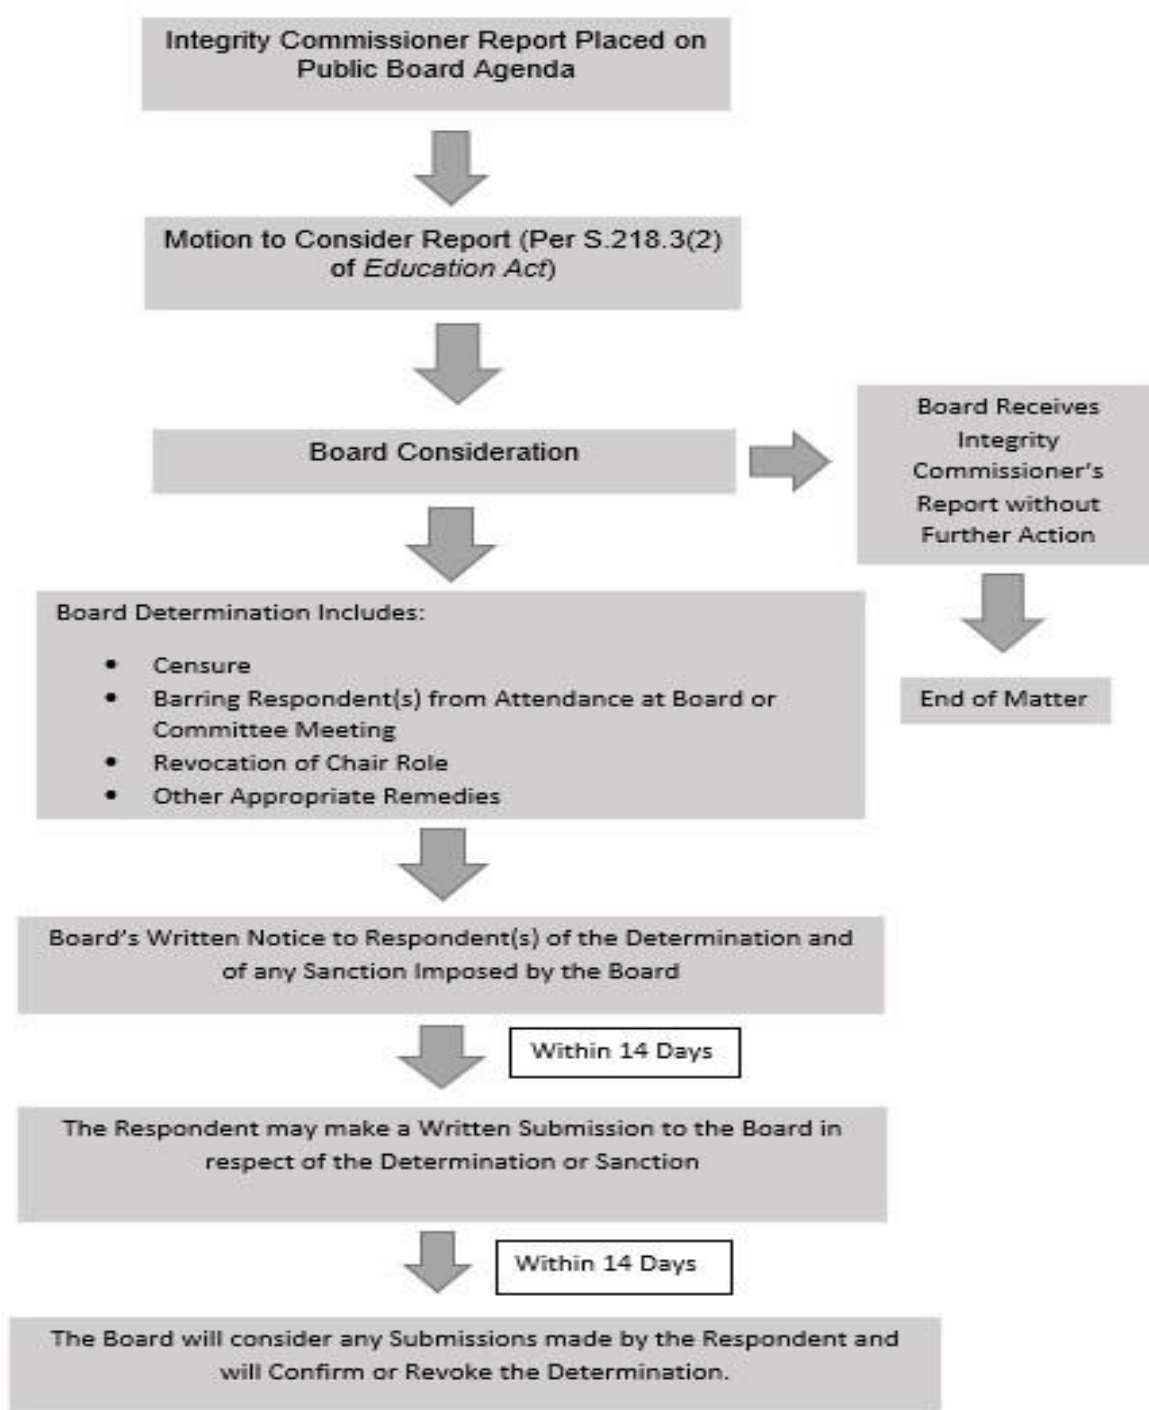 Integrity Commissioner Report Placed on
Public Board Agenda
Motion to Consider Report (Per S.218.3(2)
of Education Act)
Board Consideration
Board Receives
Integrity
Commissioner's
Report without
Further Action
End of Matter
Board Determination Includes:
• Censure
• Barring Respondent(s) from Attendance at Board or
Committee Meeting
• Revocation of Chair Role
• Other Appropriate Remedies
Board's Written Notice to Respondent(s) of the Determination and
of any Sanction Imposed by the Board
Within 14 Days
The Respondent may make a Written Submission to the Board in
respect of the Determination or Sanction
Within 14 Days
The Board will consider any Submissions made by the Respondent and
will Confirm or Revoke the Determination.